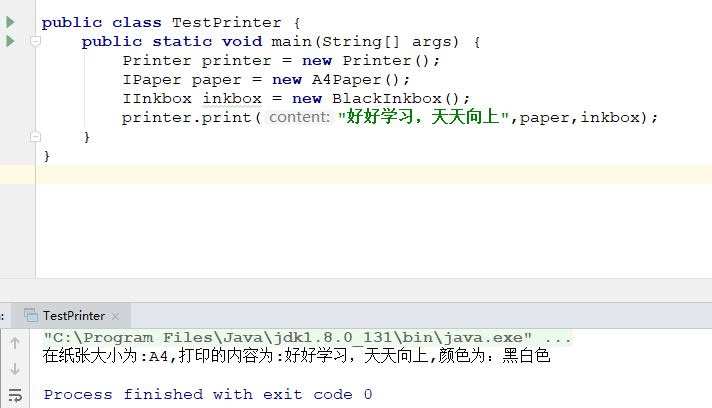 public class TestPrinter {
public static void main(String[] args) {
Printer printer = new Printer();
IPaper paper = new A4Paper();
IInkbox inkbox = new BlackInkbox();
printer.print( content: "好好学习，天天向上",paper,inkbox);
}
}
TestPrinter ×
"C:\Program Files\Java\jdk1.8.0_131\bin\java.exe" ...
在纸张大小为:A4,打印的内容为:好好学习，天天向上,颜色为：黑白色
Process finished with exit code 0